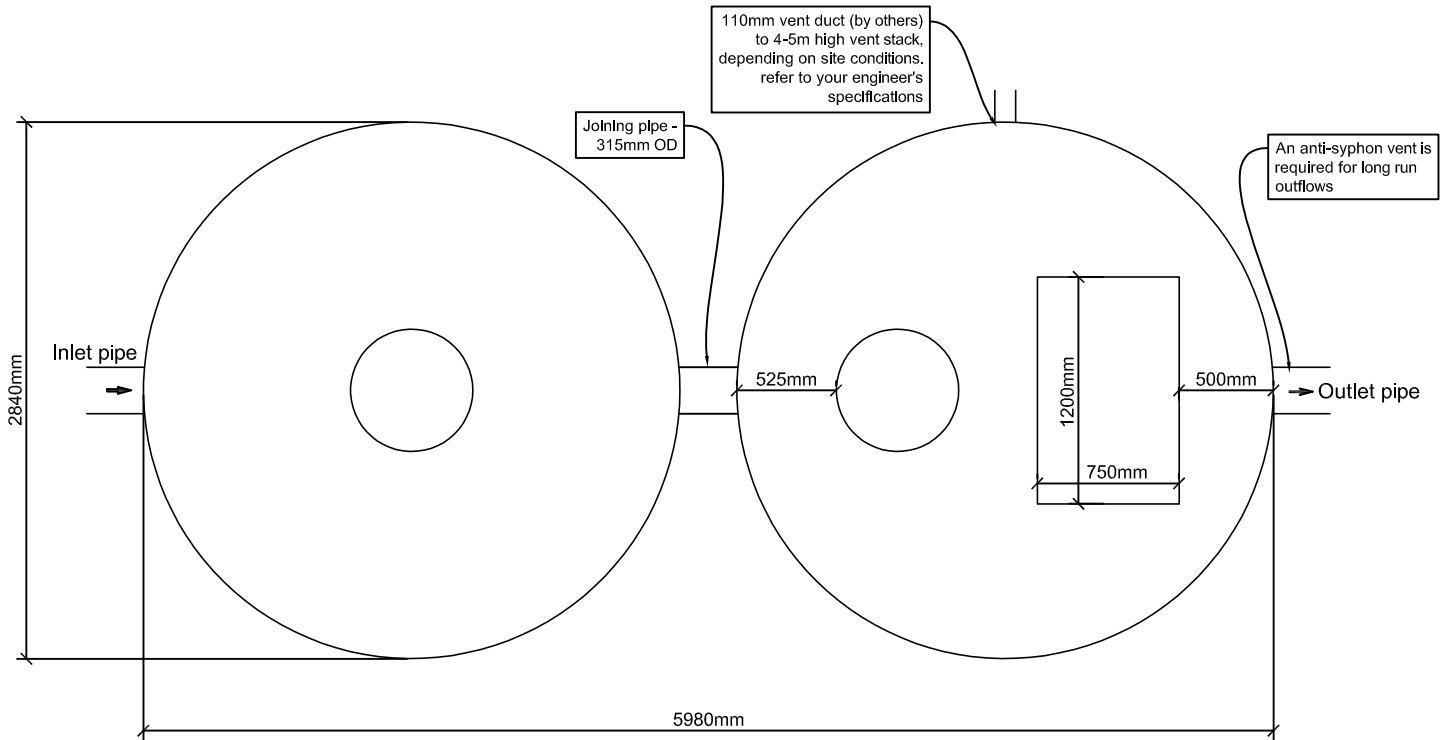 110mm vent duct (by others)
to 4-5m high vent stack,
depending on site conditions.
refer to your engineer's
specifications
Joining pipe -
315mm OD
An anti-syphon vent is
required for long run
outflows
Inlet pipe
2840mm
525mm
1200mm
750mm
500mm
Outlet pipe
5980mm